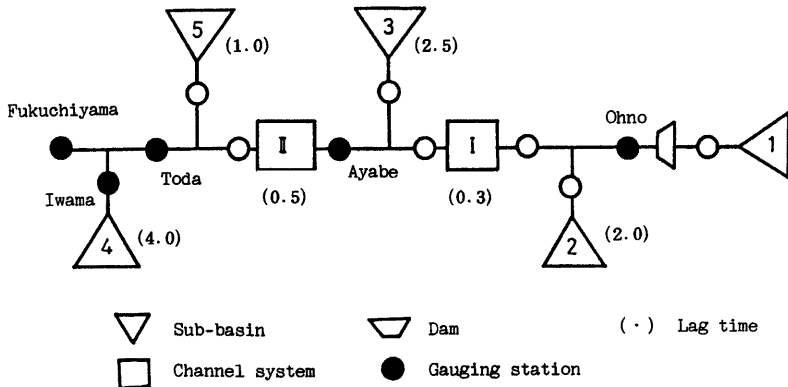 5
(1.0)
3
(2.5)
Fukuchiyama
Ohno
Ⅱ
I
1
Toda
Ayabe
Iwama
(0.5)
(0.3)
4
(4.0)
2
(2.0)
Sub-basin
Dam
(·) Lag time
Channel system
Gauging station